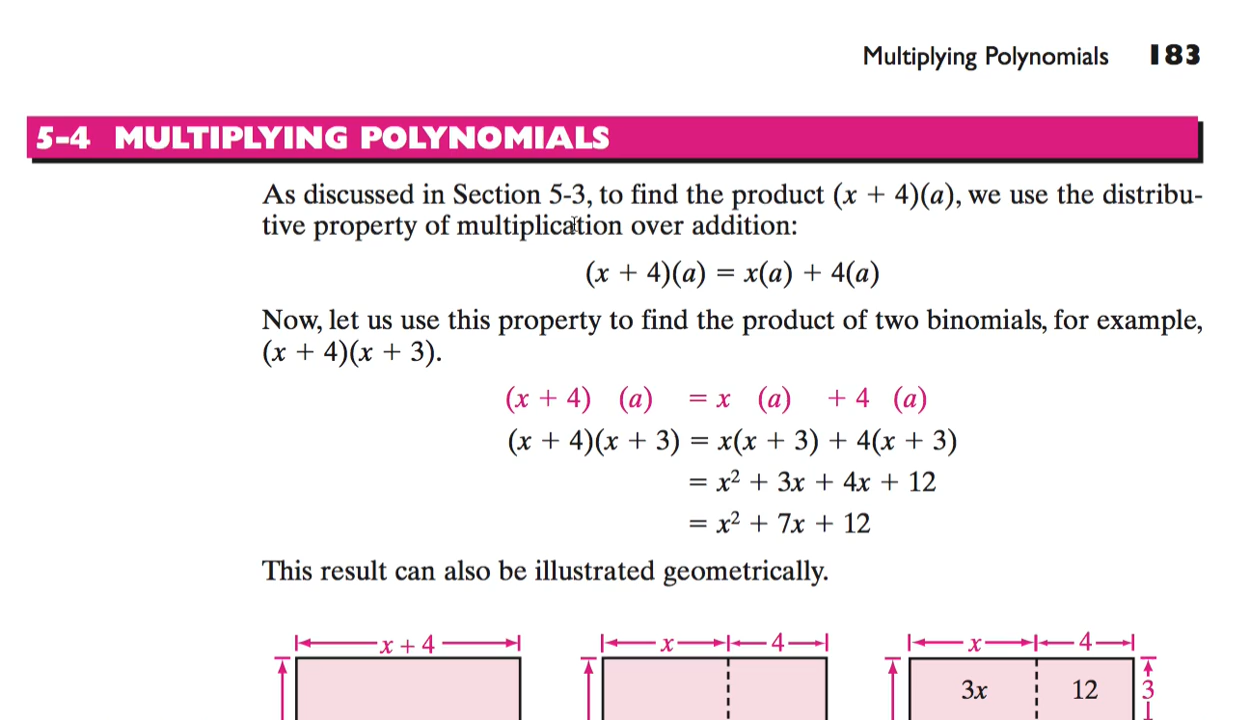 Multiplying Polynomials 183
5-4 MULTIPLYING POLYNOMIALS
As discussed in Section 5-3, to find the product (x + 4)(a), we use the distribu-
tive property of multiplication over addition:
(x + 4)(a) = x(a) + 4(a)
Now, let us use this property to find the product of two binomials, for example,
(x + 4)(x + 3).
(x + 4) (a) = x (a) + 4 (a)
(x + 4)(x + 3) = x(x + 3) + 4(x + 3)
= x² + 3x + 4x + 12
= x² + 7x + 12
This result can also be illustrated geometrically.
x + 4 x 4 x 4
3x 12 3